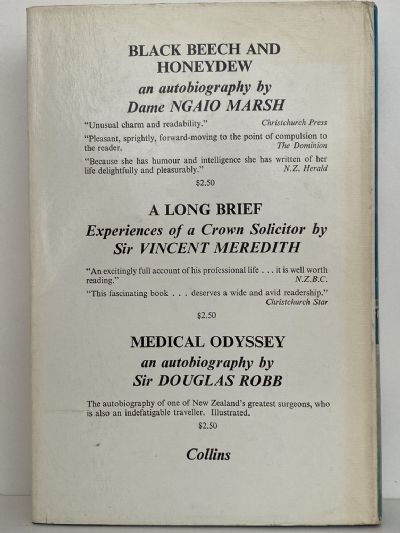 BLACK BEECH AND
HONEYDEW
an autobiography by
Dame NGAIO MARSH
"Unusual charm and readability." Christchurch Press
"Pleasant, sprightly, forward-moving to the point of compulsion to
the reader. The Dominion
"Because she has humour and intelligence she has written of her
life delightfully and pleasurably." N.Z. Herald
$2.50
A LONG BRIEF
Experiences of a Crown Solicitor by
Sir VINCENT MEREDITH
"An excitingly full account of his professional life . . . it is well worth
reading." N.Z.B.C.
"This fascinating book . . . deserves a wide and avid readership."
Christchurch Star
$2.50
MEDICAL ODYSSEY
an autobiography by
Sir DOUGLAS ROBB
The autobiography of one of New Zealand's greatest surgeons, who
is also an indefatigable traveller. Illustrated.
$2.50
Collins